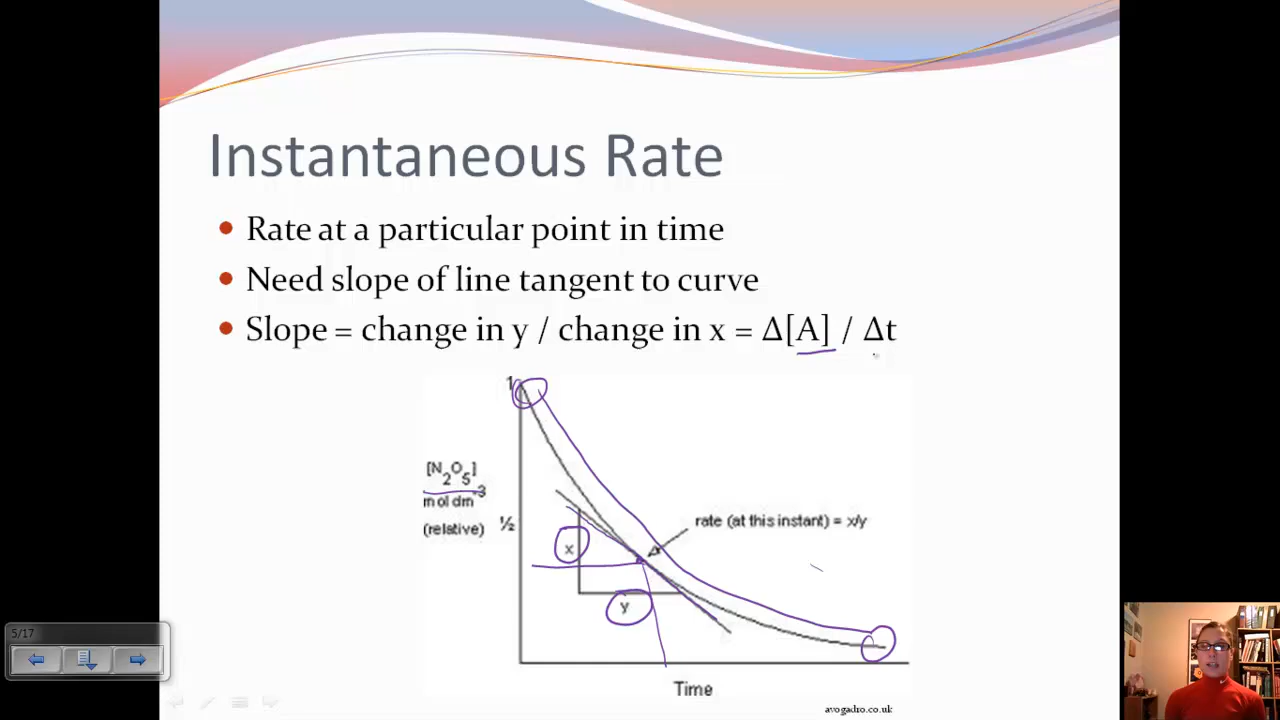 Instantaneous Rate
• Rate at a particular point in time
• Need slope of line tangent to curve
• Slope = change in y / change in x = Δ[A] / Δt
1
[N₂O₅]
mol dm⁻³
(relative)
½
x
rate (at this instant) = x/y
y
Time
avogadro.co.uk
5/17